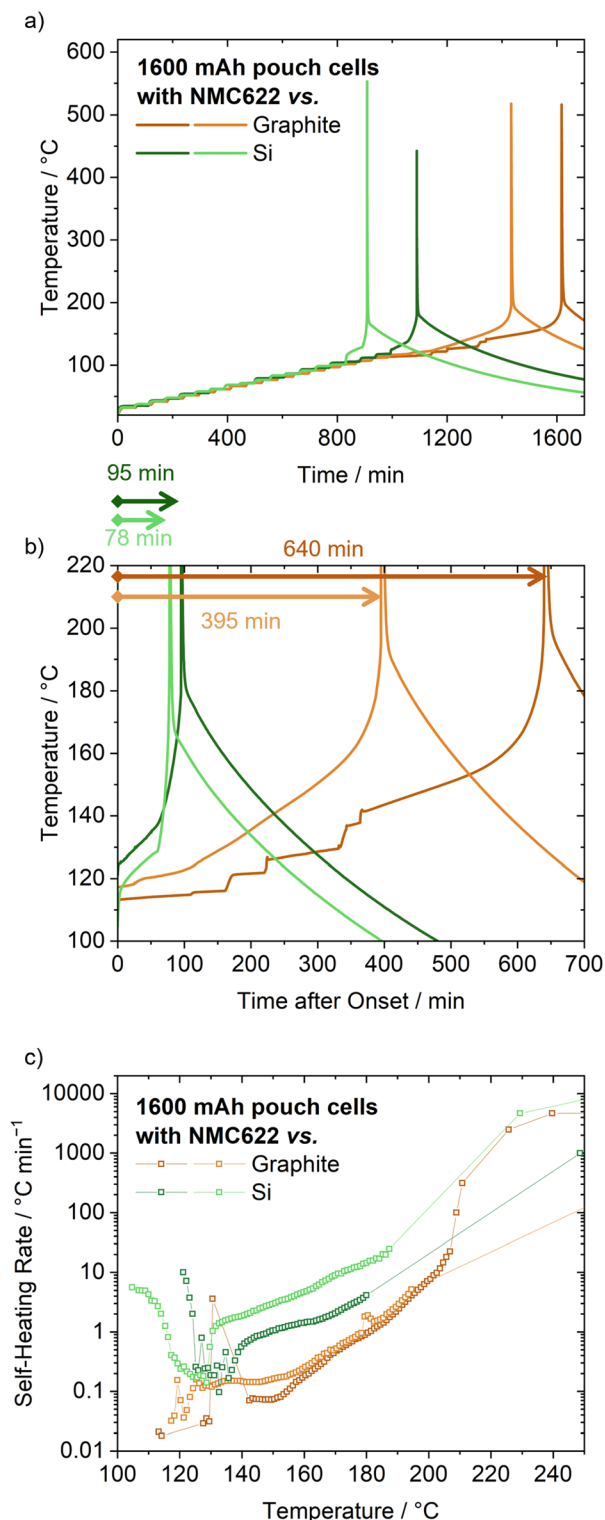 a)
1600 mAh pouch cells
with NMC622 vs.
Graphite
Si
600
500
400
300
200
100
Temperature / °C
0
400
800
1200
1600
Time / min
95 min
78 min
b)
640 min
395 min
220
200
180
160
140
120
100
Temperature / °C
0
100
200
300
400
500
600
700
Time after Onset / min
c)
1600 mAh pouch cells
with NMC622 vs.
Graphite
Si
10000
1000
100
10
1
0.1
0.01
Self-Heating Rate / °C min⁻¹
100
120
140
160
180
200
220
240
Temperature / °C